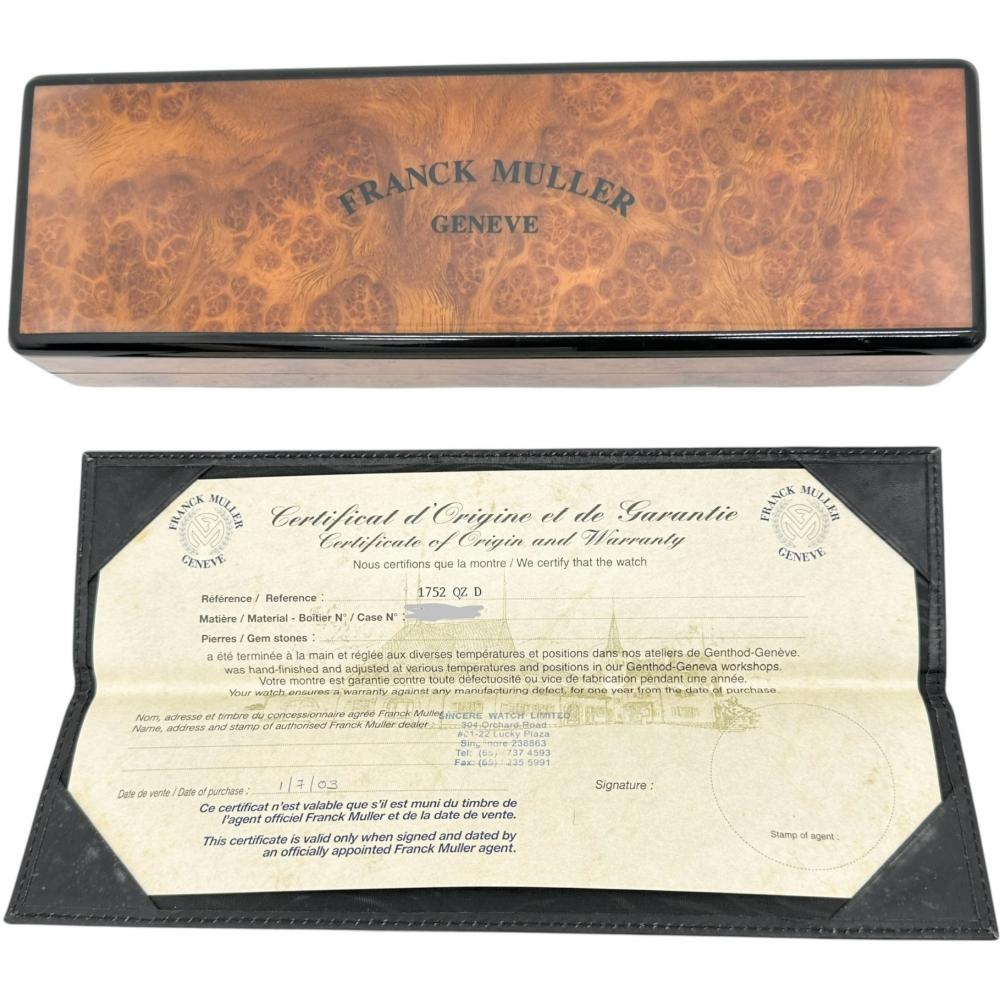 FRANCK MULLER
GENEVE
FRANCK MULLER
GENEVE
FRANCK MULLER
GENEVE
Certificat d'Origine et de Garantie
Certificate of Origin and Warranty
Nous certifions que la montre / We certify that the watch
Référence / Reference : 1752 QZ D
Matière / Material - Boîtier N° / Case N° :
Pierres / Gem stones :
a été terminée à la main et réglée aux diverses températures et positions dans nos ateliers de Genthod-Genève.
was hand-finished and adjusted at various temperatures and positions in our Genthod-Geneva workshops.
Votre montre est garantie contre toute défectuosité ou vice de fabrication pendant une année.
Your watch ensures a warranty against any manufacturing defect, for one year from the date of purchase
Nom, adresse et timbre du concessionnaire agrée Franck Muller
Name, address and stamp of authorised Franck Muller dealer :
SINCERE WATCH LIMITED
304 Orchard Road
#01-22 Lucky Plaza
Singapore 238863
Tel: (65) 737 4593
Fax: (65) 235 5991
Date de vente / Date of purchase : 1/7/03
Signature :
Ce certificat n'est valable que s'il est muni du timbre de
l'agent officiel Franck Muller et de la date de vente.
This certificate is valid only when signed and dated by
an officially appointed Franck Muller agent.
Stamp of agent :